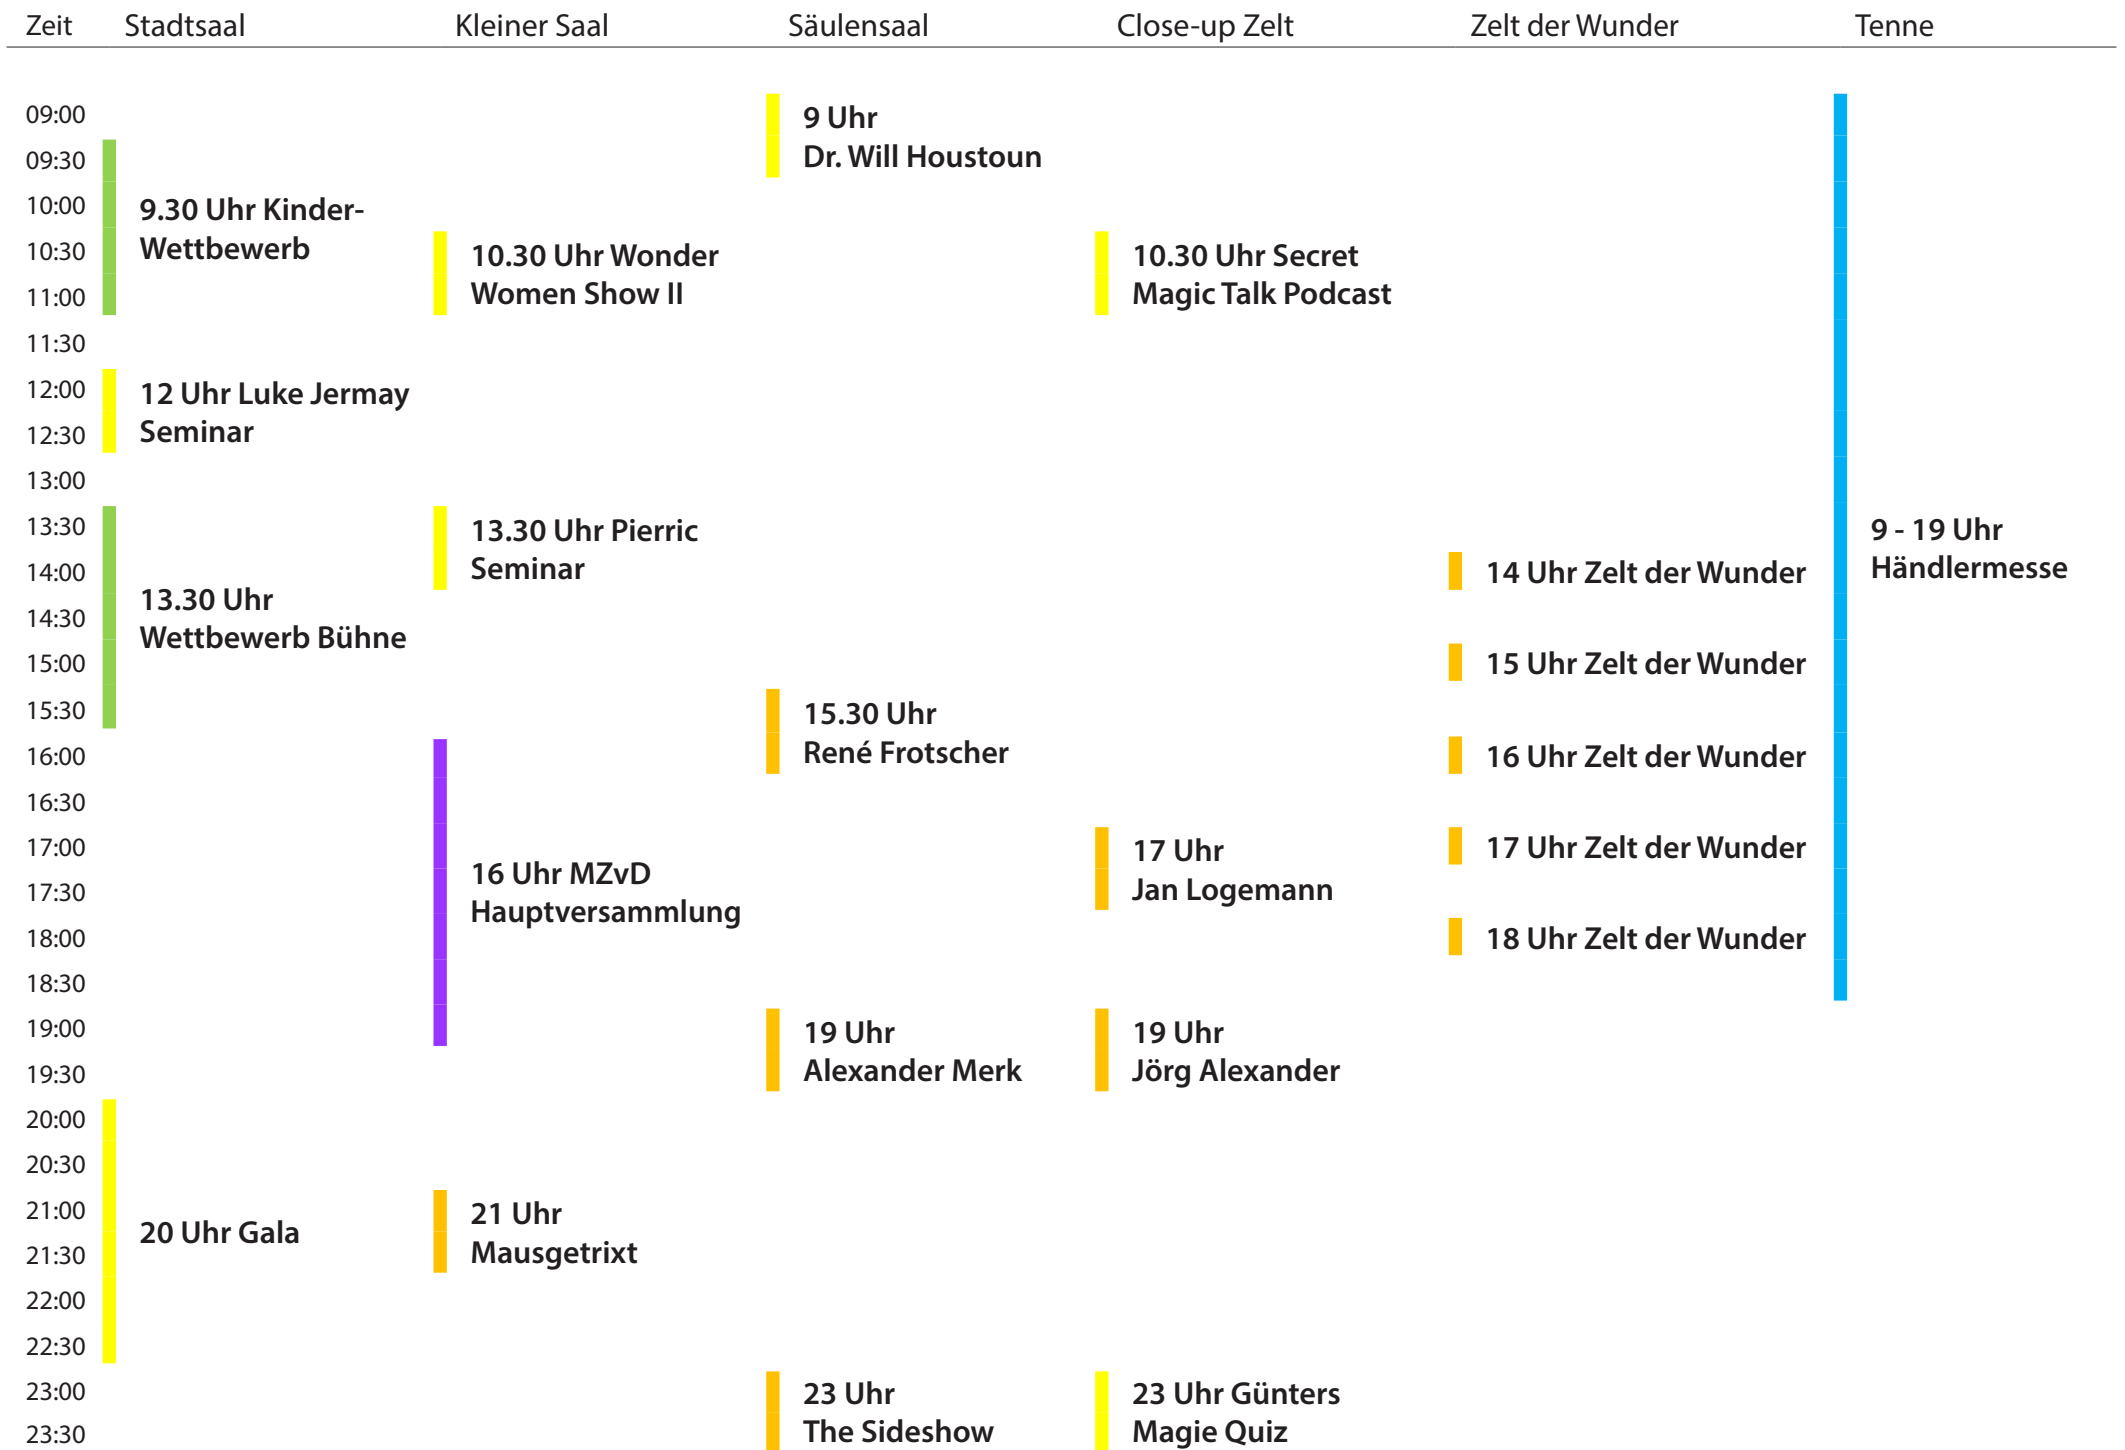 Zeit Stadtsaal Kleiner Saal Säulensaal Close-up Zelt Zelt der Wunder Tenne
09:00
9 Uhr
Dr. Will Houstoun
09:30
10:00
9.30 Uhr Kinder-
Wettbewerb
10:30
10.30 Uhr Wonder
Women Show II
10.30 Uhr Secret
Magic Talk Podcast
11:00
11:30
12:00
12 Uhr Luke Jermay
Seminar
12:30
13:00
13:30
13.30 Uhr Pierric
Seminar
9 - 19 Uhr
Händlermesse
14:00
14 Uhr Zelt der Wunder
13.30 Uhr
Wettbewerb Bühne
14:30
15:00
15 Uhr Zelt der Wunder
15:30
15.30 Uhr
René Frotscher
16:00
16 Uhr Zelt der Wunder
16:30
17:00
17 Uhr
Jan Logemann
17 Uhr Zelt der Wunder
16 Uhr MZvD
Hauptversammlung
17:30
18:00
18 Uhr Zelt der Wunder
18:30
19:00
19 Uhr
Alexander Merk
19 Uhr
Jörg Alexander
19:30
20:00
20:30
21:00
20 Uhr Gala
21 Uhr
Mausgetrixt
21:30
22:00
22:30
23:00
23 Uhr
The Sideshow
23 Uhr Günters
Magie Quiz
23:30